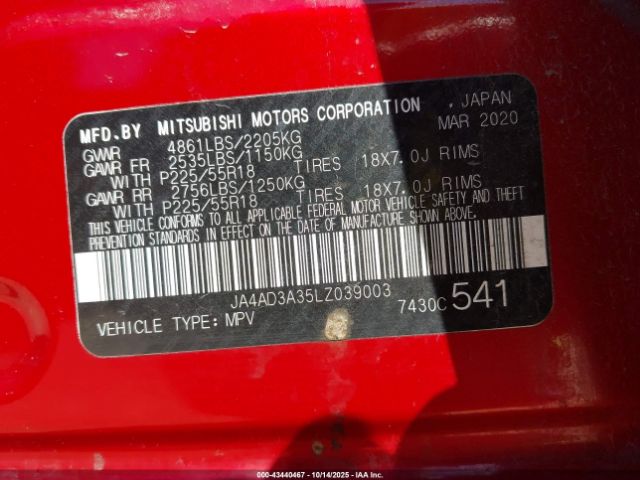 MFD.BY MITSUBISHI MOTORS CORPORATION , JAPAN
GVWR 4861LBS/2205KG MAR 2020
GAWR FR 2535LBS/1150KG
WITH P225/55R18 TIRES 18X7.0J RIMS
GAWR RR 2756LBS/1250KG
WITH P225/55R18 TIRES 18X7.0J RIMS
THIS VEHICLE CONFORMS TO ALL APPLICABLE FEDERAL MOTOR VEHICLE SAFETY AND THEFT
PREVENTION STANDARDS IN EFFECT ON THE DATE OF MANUFACTURE SHOWN ABOVE.
JA4AD3A35LZ039003
VEHICLE TYPE:MPV 7430C 541
000-43440467 • 10/14/2025 • IAA Inc.